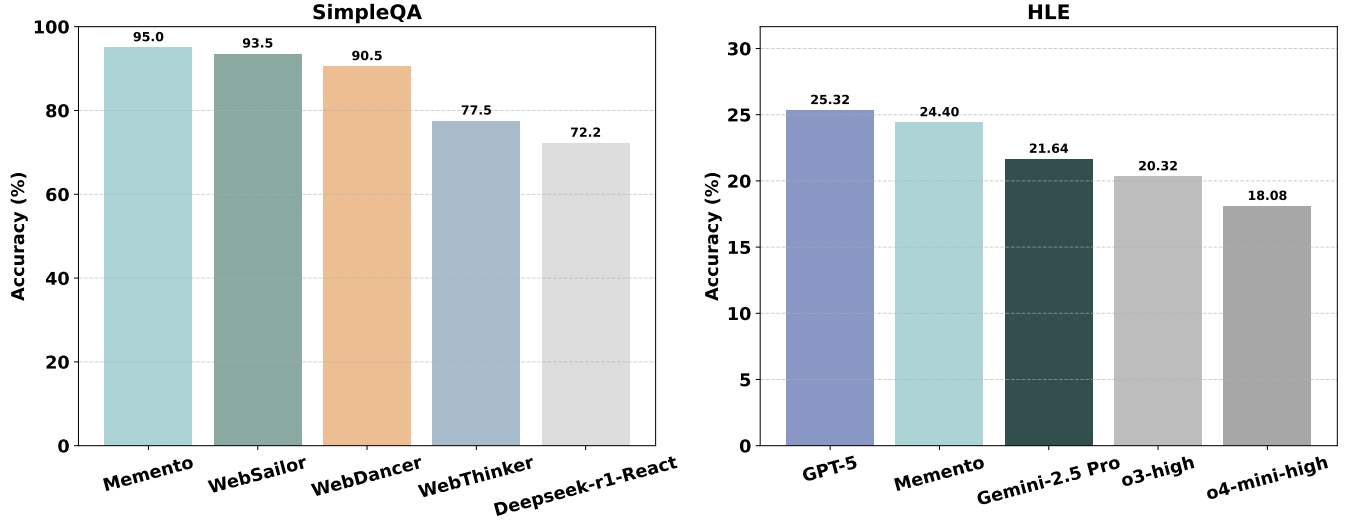 SimpleQA
Accuracy (%)
100
80
60
40
20
0
95.0
93.5
90.5
77.5
72.2
Memento
WebSailor
WebDancer
WebThinker
Deepseek-r1-React
HLE
Accuracy (%)
30
25
20
15
10
5
0
25.32
24.40
21.64
20.32
18.08
GPT-5
Memento
Gemini-2.5 Pro
o3-high
o4-mini-high